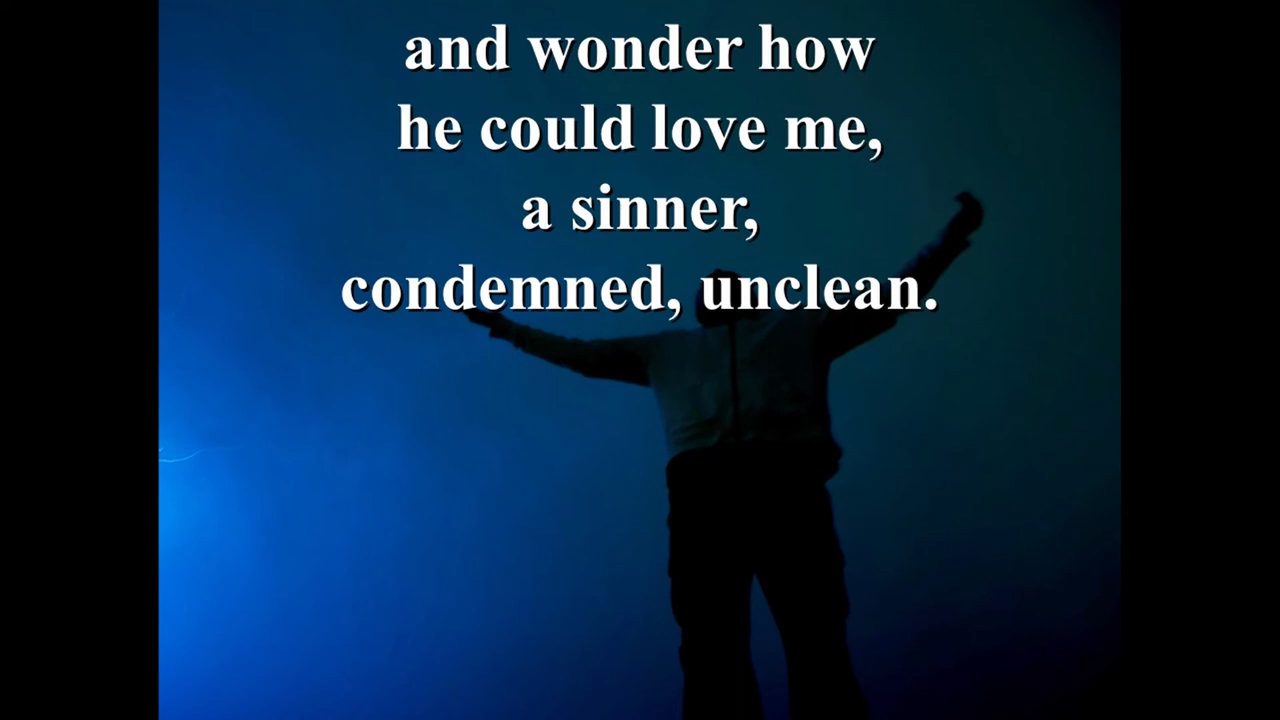 and wonder how
he could love me,
a sinner,
condemned, unclean.